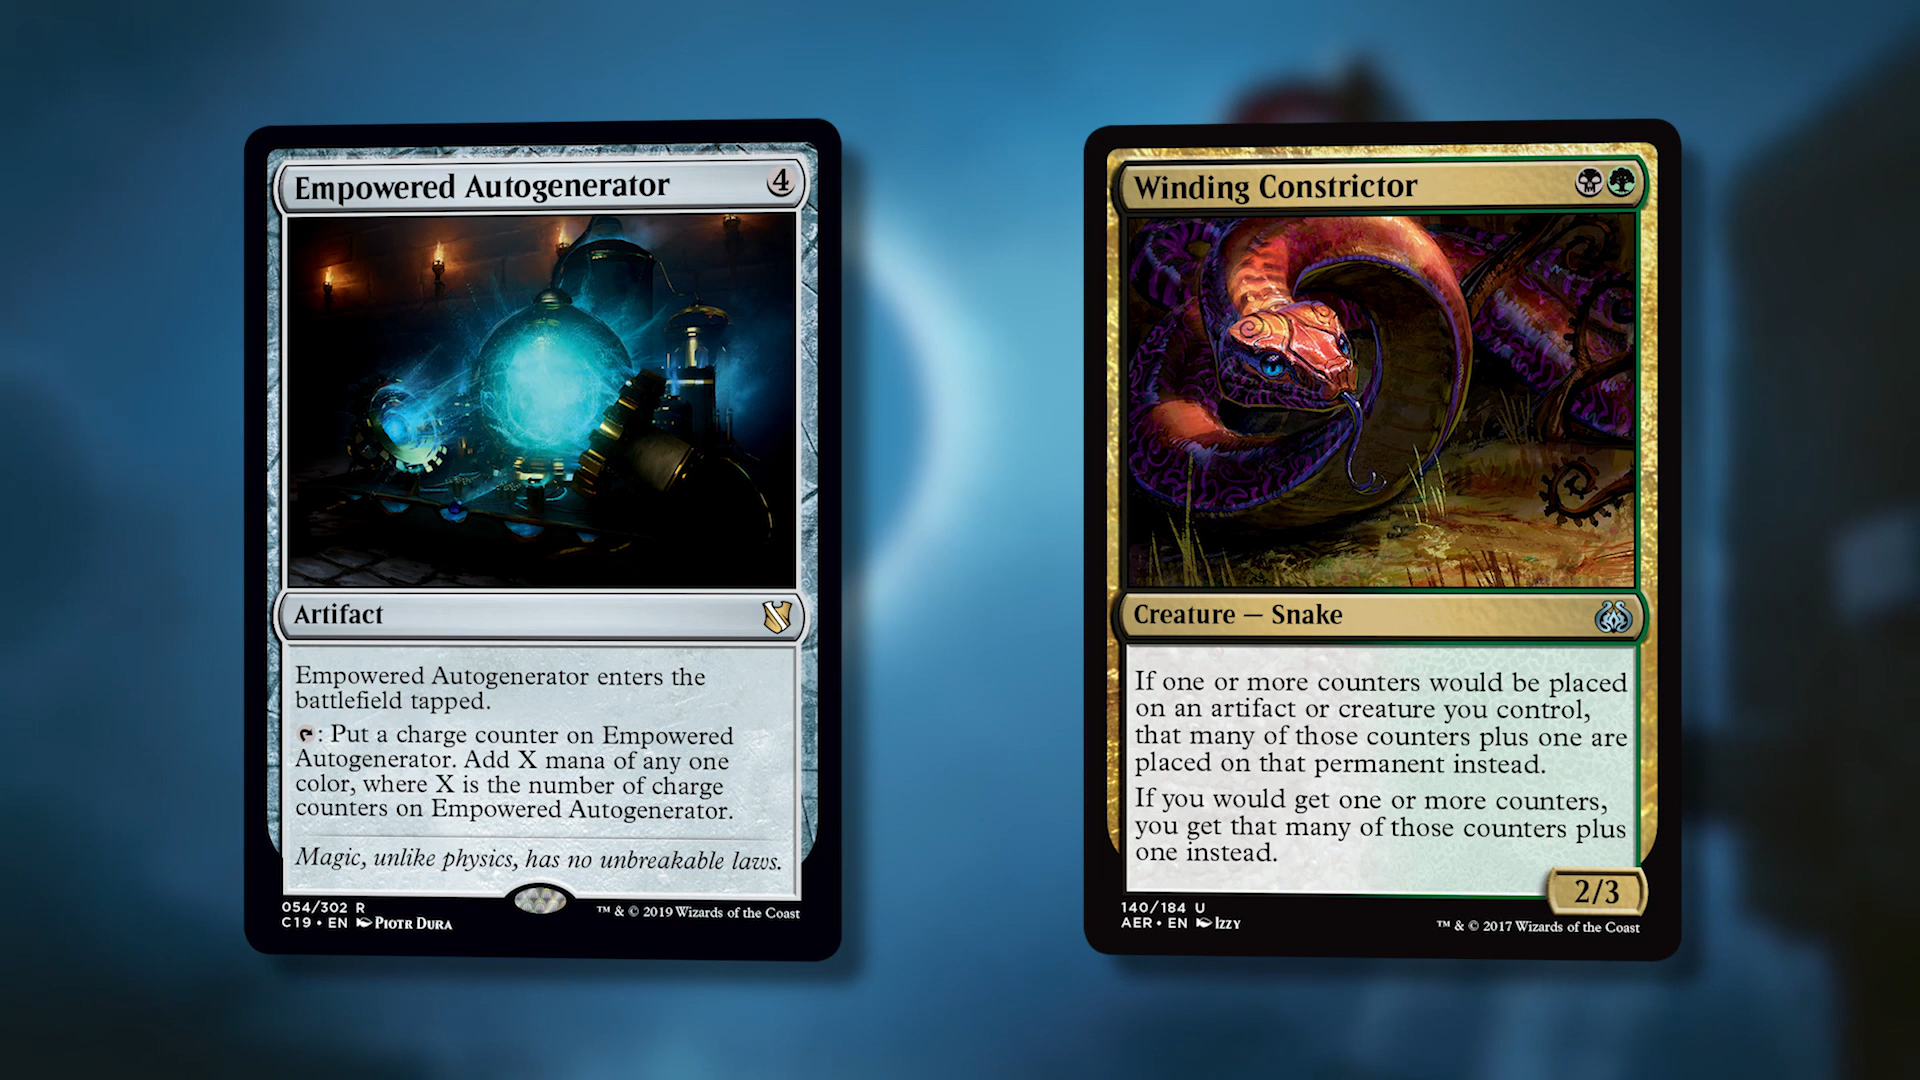 Empowered Autogenerator 4
Artifact
Empowered Autogenerator enters the
battlefield tapped.
: Put a charge counter on Empowered
Autogenerator. Add X mana of any one
color, where X is the number of charge
counters on Empowered Autogenerator.
Magic, unlike physics, has no unbreakable laws.
054/302 R
C19 • EN Piotr Dura
™ & © 2019 Wizards of the Coast
Winding Constrictor
Creature — Snake
If one or more counters would be placed
on an artifact or creature you control,
that many of those counters plus one are
placed on that permanent instead.
If you would get one or more counters,
you get that many of those counters plus
one instead.
2/3
140/184 U
AER • EN Izzy
™ & © 2017 Wizards of the Coast